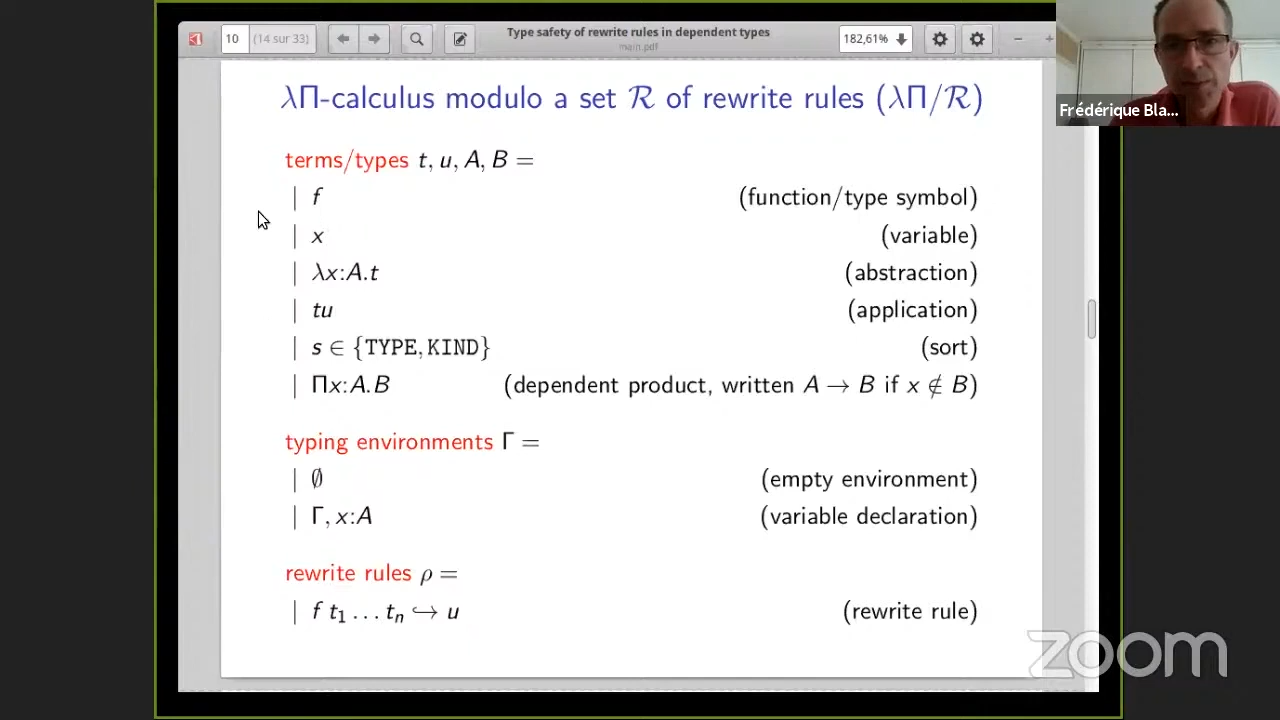 10 (14 sur 33)
Type safety of rewrite rules in dependent types
main.pdf
182,61%
Frédérique Bla...
λΠ-calculus modulo a set ℛ of rewrite rules (λΠ/ℛ)
terms/types t, u, A, B =
| f (function/type symbol)
| x (variable)
| λx:A.t (abstraction)
| tu (application)
| s ∈ {TYPE, KIND} (sort)
| Πx:A.B (dependent product, written A → B if x ∉ B)
typing environments Γ =
| ∅ (empty environment)
| Γ, x:A (variable declaration)
rewrite rules ρ =
| f t₁ … tₙ ↪ u (rewrite rule)
zoom